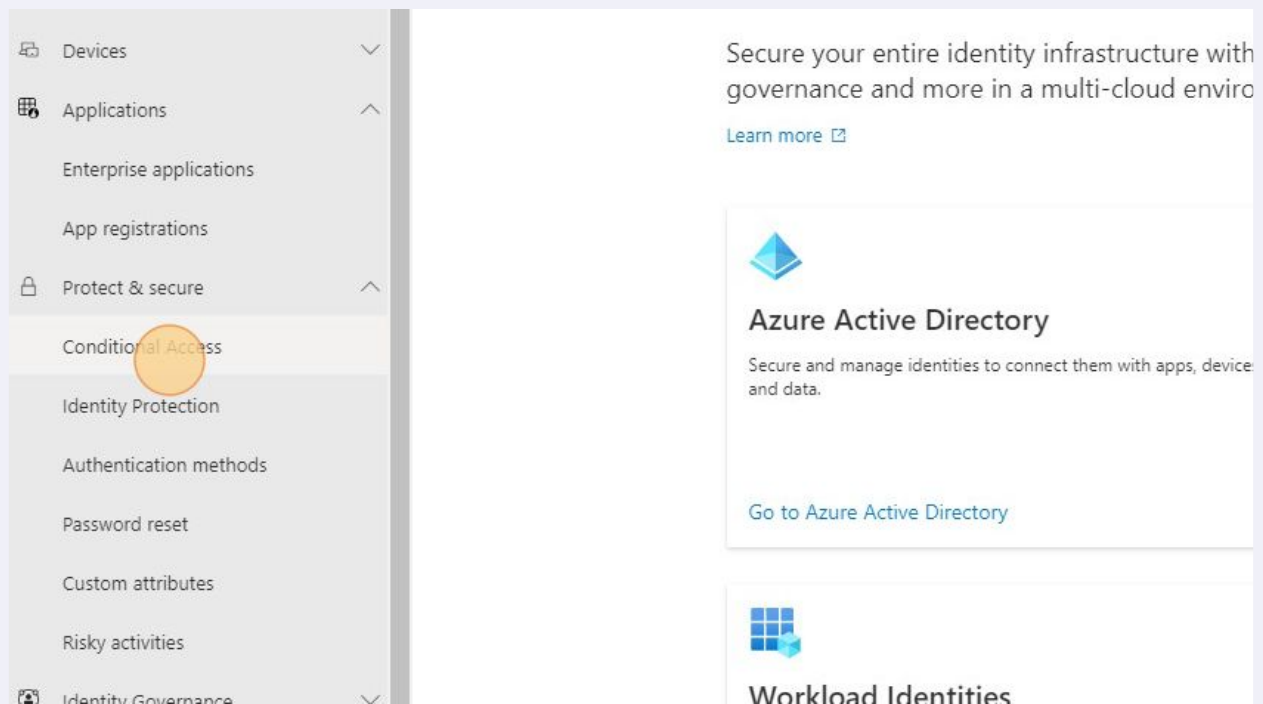 Devices
Applications
Enterprise applications
App registrations
Protect & secure
Conditional Access
Identity Protection
Authentication methods
Password reset
Custom attributes
Risky activities
Identity Governance
Secure your entire identity infrastructure with
governance and more in a multi-cloud enviro
Learn more
Azure Active Directory
Secure and manage identities to connect them with apps, device
and data.
Go to Azure Active Directory
Workload Identities